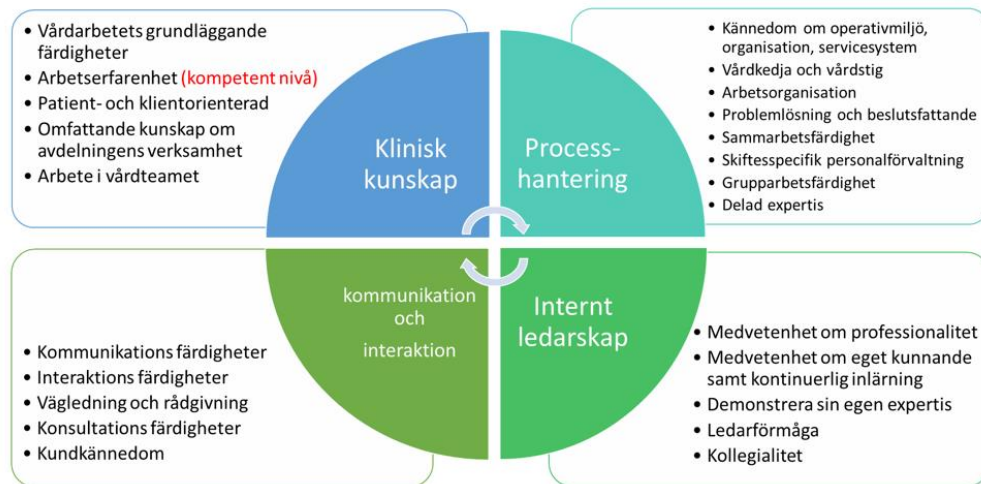 • Vårdarbetets grundläggande
färdigheter
• Arbetserfarenhet (kompetent nivå)
• Patient- och klientorienterad
• Omfattande kunskap om
avdelningens verksamhet
• Arbete i vårdteamet
Klinisk
kunskap
Process-
hantering
• Kännedom om operativmiljö,
organisation, servicesystem
• Vårdkedja och vårdstig
• Arbetsorganisation
• Problemlösning och beslutsfattande
• Sammarbetsfärdighet
• Skiftesspecifik personalförvaltning
• Grupparbetsfärdighet
• Delad expertis
• Kommunikations färdigheter
• Interaktions färdigheter
• Vägledning och rådgivning
• Konsultations färdigheter
• Kundkännedom
kommunikation
och
interaktion
Internt
ledarskap
• Medvetenhet om professionalitet
• Medvetenhet om eget kunnande
samt kontinuerlig inlärning
• Demonstrera sin egen expertis
• Ledarförmåga
• Kollegialitet